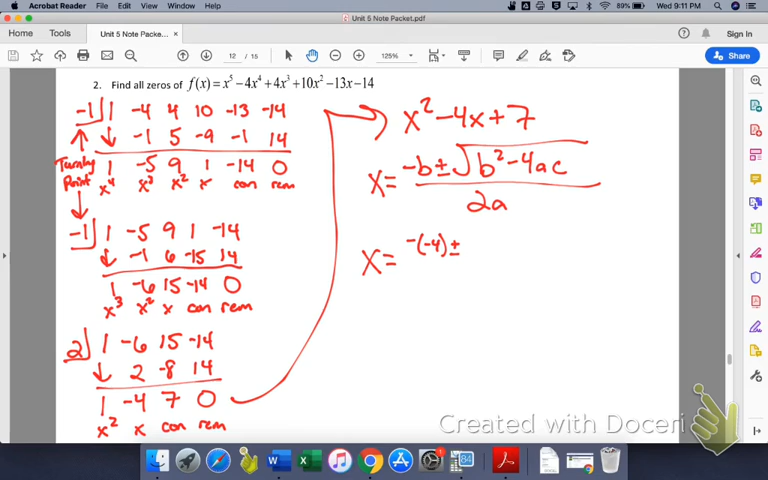 Acrobat Reader File Edit View Window Help 89% Wed 9:11 PM
Unit 5 Note Packet.pdf
Home Tools Unit 5 Note Packe... × Sign In
12 / 15 125% Share
2. Find all zeros of f(x) = x⁵ −4x⁴ +4x³ +10x² −13x −14
-1 | 1 -4 4 10 -13 -14
↓ -1 5 -9 -1 14
1 -5 9 1 -14 0
x⁴ x³ x² x con rem
Turning
Point
-1 | 1 -5 9 1 -14
↓ -1 6 -15 14
1 -6 15 -14 0
x³ x² x con rem
2 | 1 -6 15 -14
↓ 2 -8 14
1 -4 7 0
x² x con rem
x² -4x + 7
x = -b ± √b² -4ac
2a
x = -(-4) ±
Created with Doceri
84